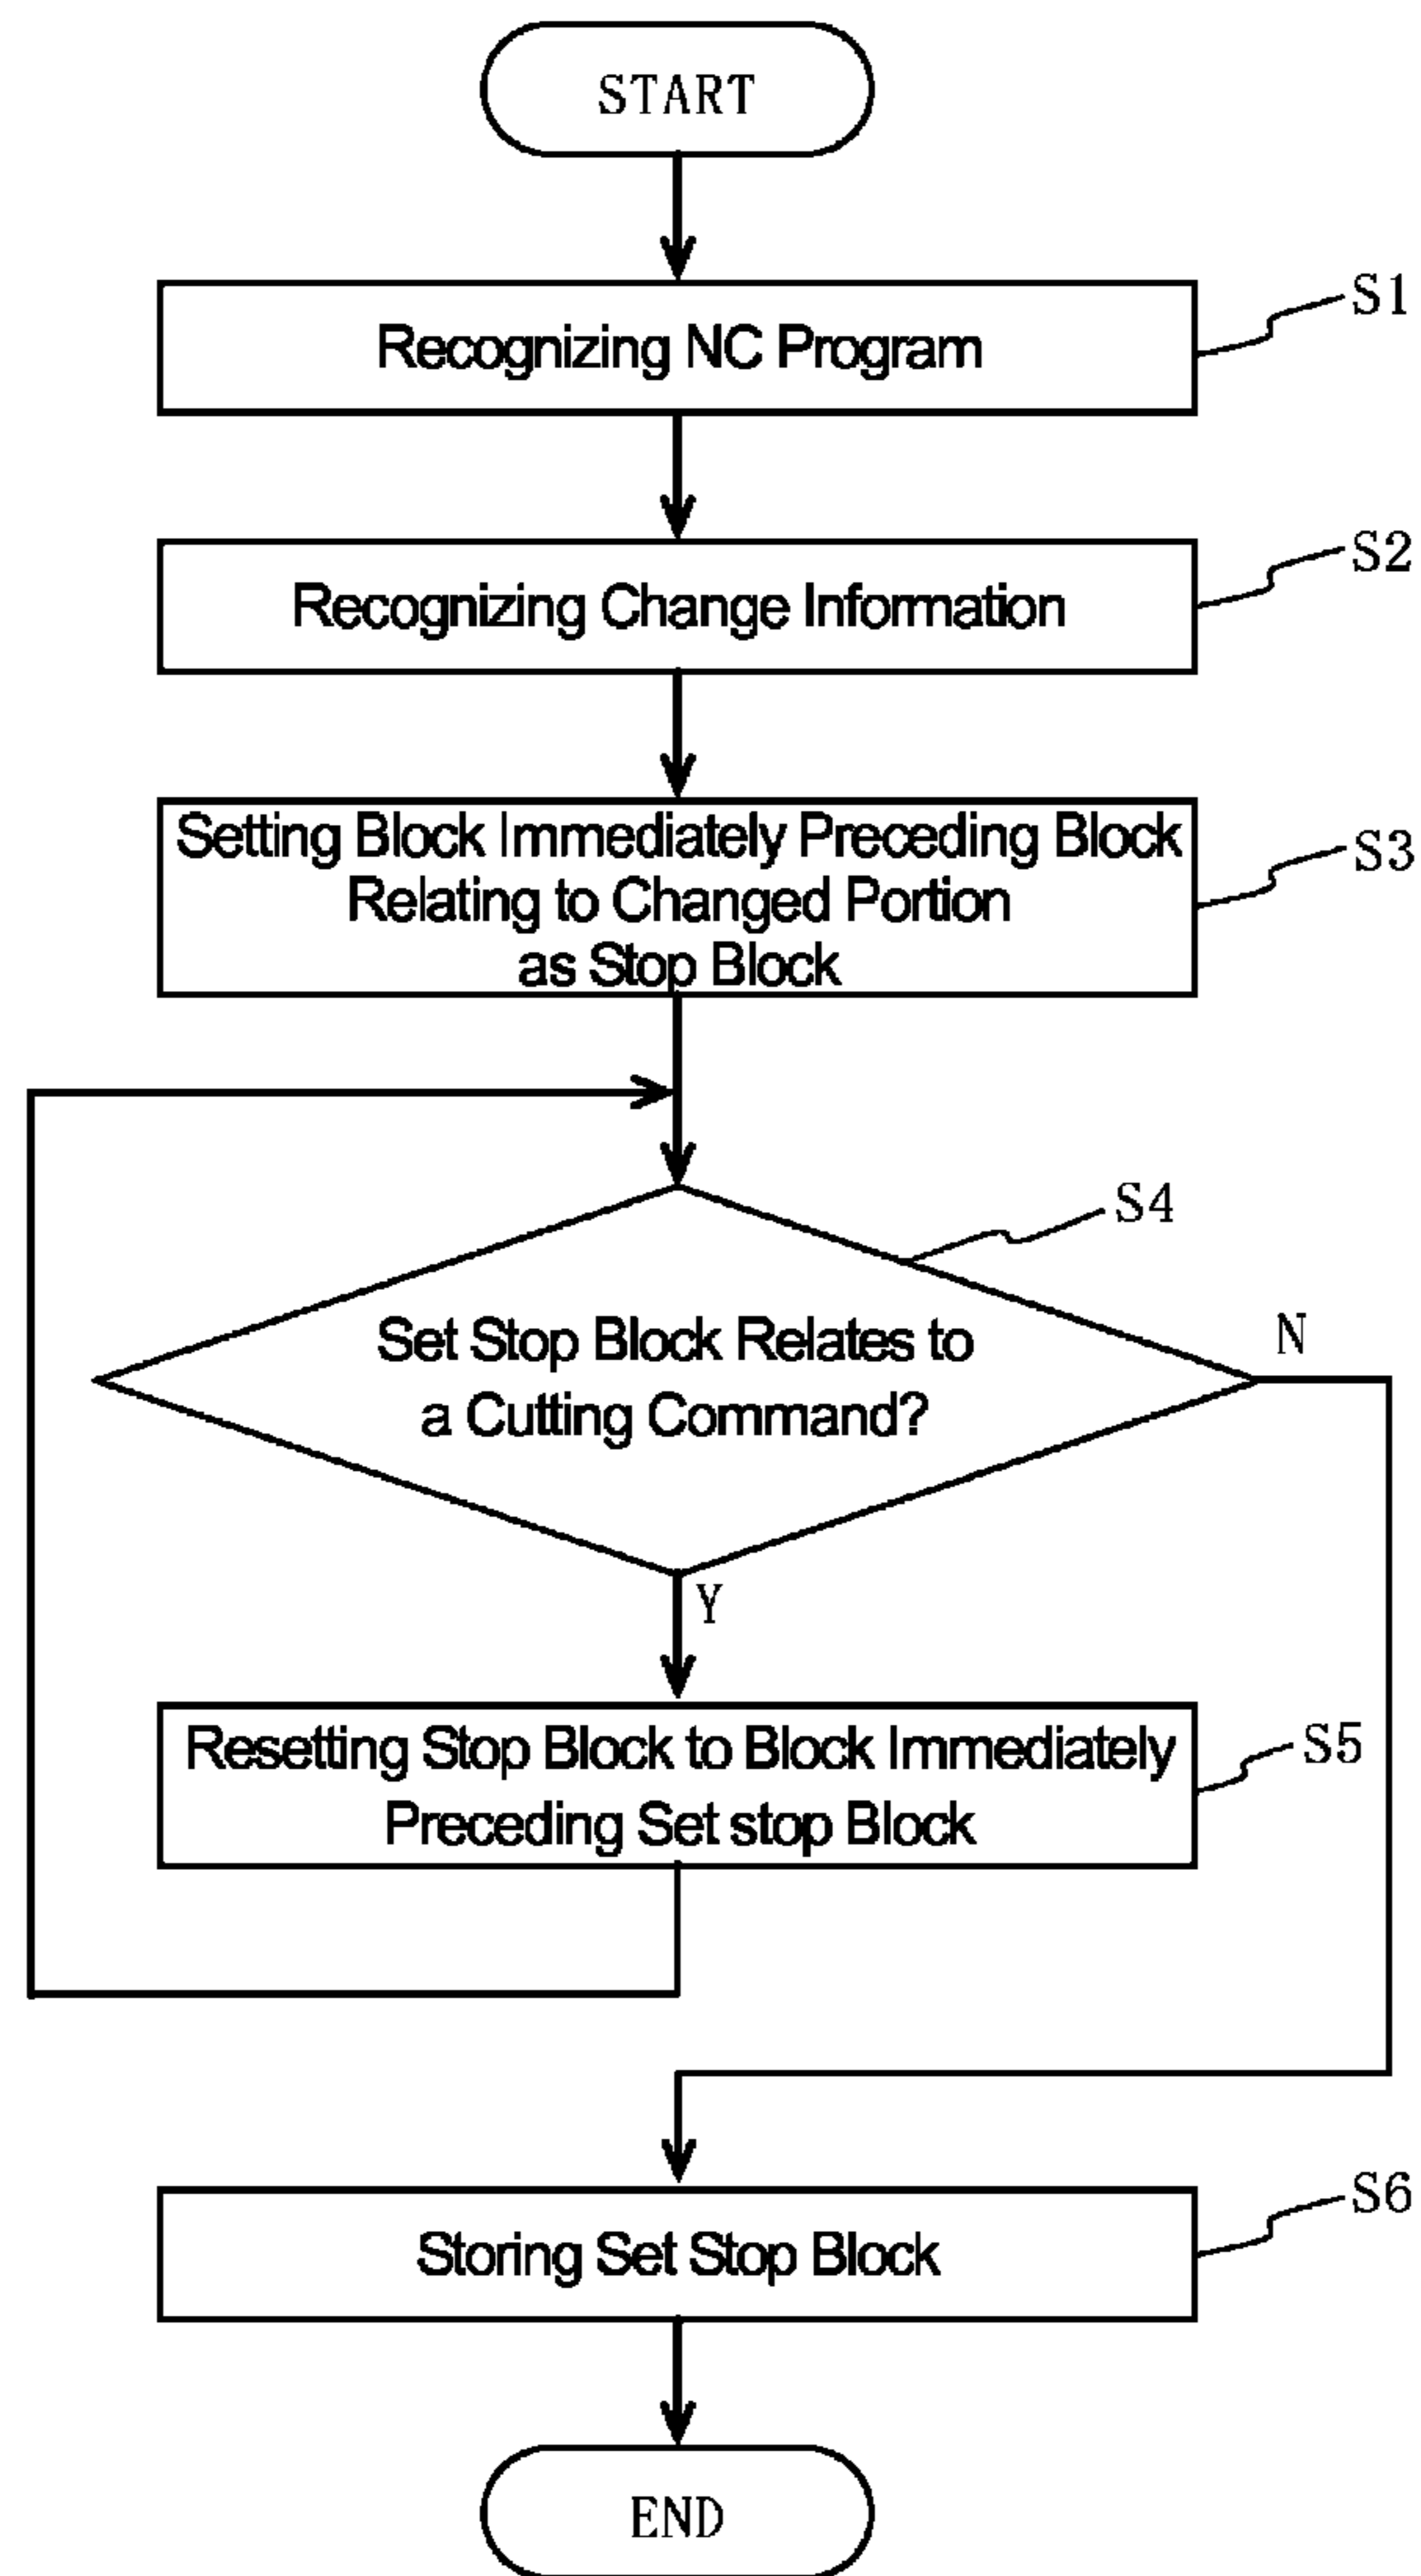 START
S1
Recognizing NC Program
S2
Recognizing Change Information
Setting Block Immediately Preceding Block
S3
Relating to Changed Portion
as Stop Block
S4
N
Set Stop Block Relates to
a Cutting Command?
Y
Resetting Stop Block to Block Immediately
S5
Preceding Set stop Block
S6
Storing Set Stop Block
END